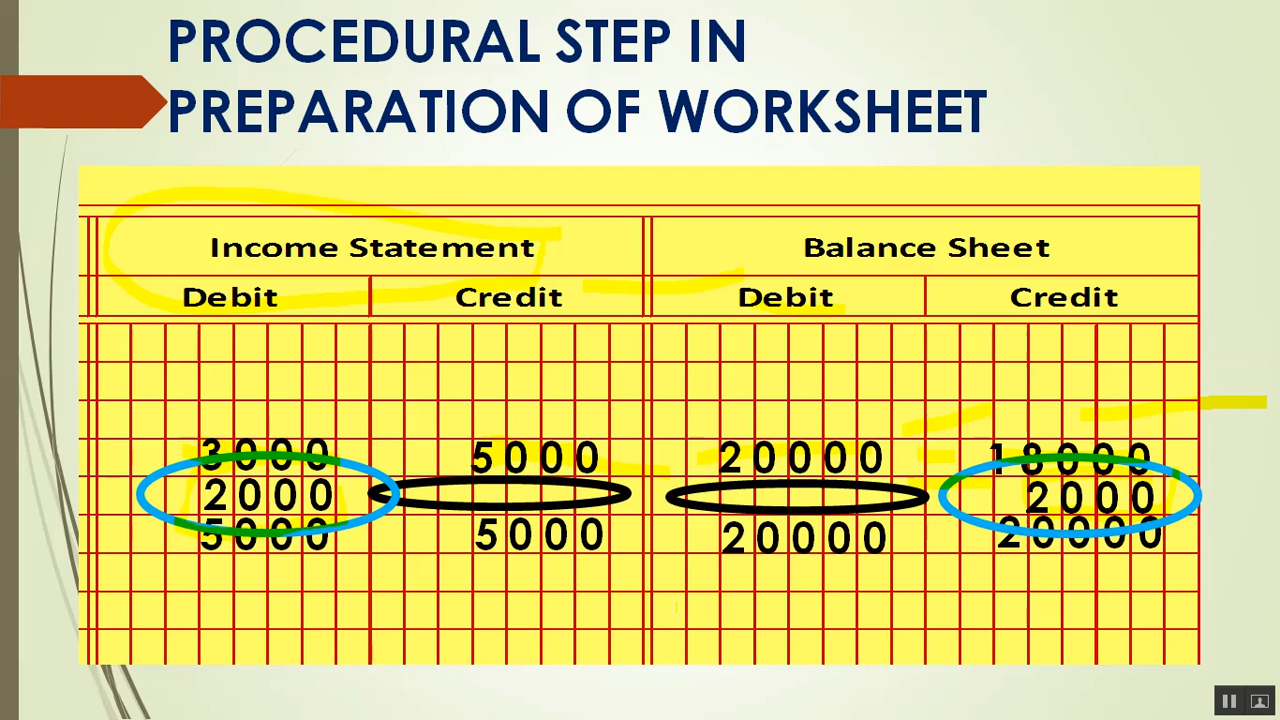 PROCEDURAL STEP IN
PREPARATION OF WORKSHEET
Income Statement Balance Sheet
Debit Credit Debit Credit
3000 5000 20000 18000
2000 2000
5000 5000 20000 20000